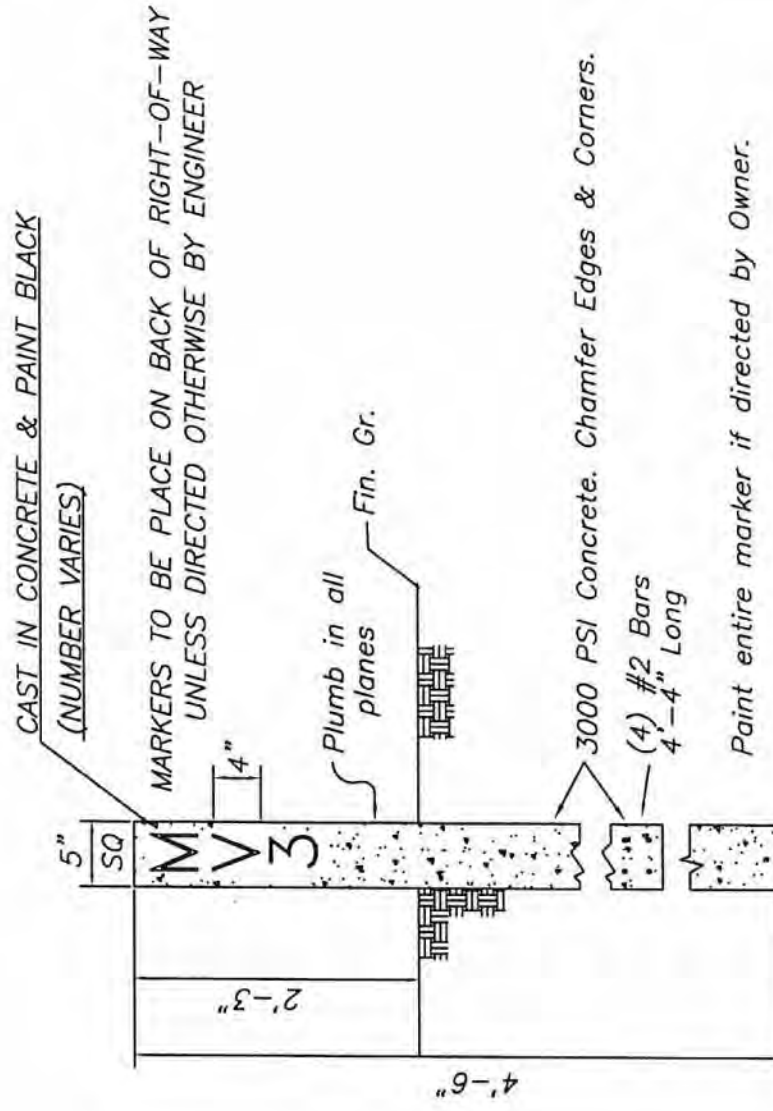 CAST IN CONCRETE & PAINT BLACK
(NUMBER VARIES)
MARKERS TO BE PLACE ON BACK OF RIGHT-OF-WAY
UNLESS DIRECTED OTHERWISE BY ENGINEER
5"
SQ
M
V
3
4"
Plumb in all
planes
Fin. Gr.
2'-3"
4'-6"
3000 PSI Concrete. Chamfer Edges & Corners.
(4) #2 Bars
4'-4" Long
Paint entire marker if directed by Owner.